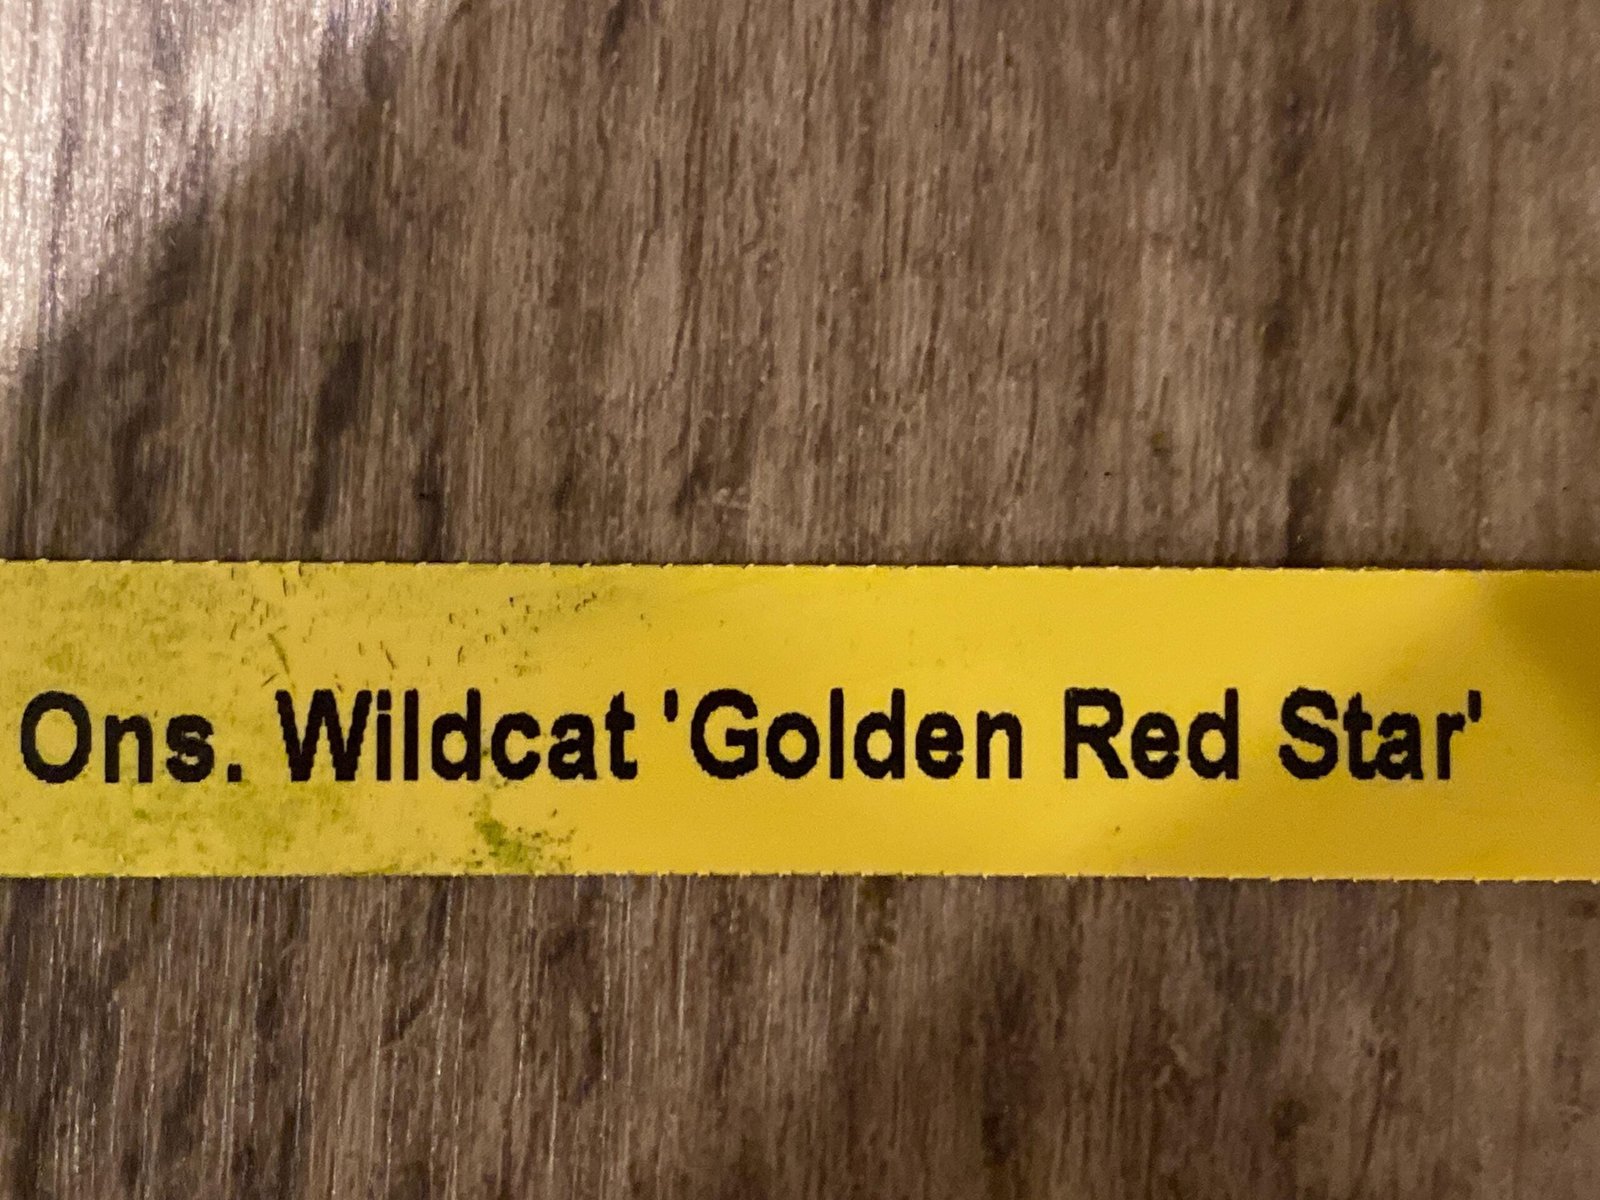 Ons. Wildcat 'Golden Red Star'